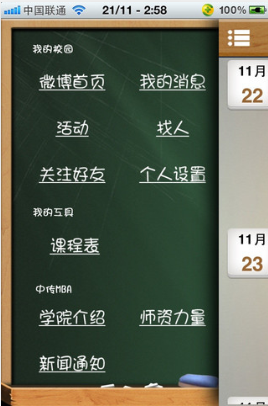 中国联通 21/11 - 2:58 100%
我的校园
微博首页 我的消息
活动 找人
关注好友 个人设置
我的工具
课程表
中传MBA
学院介绍 师资力量
新闻通知
11月
22
11月
23